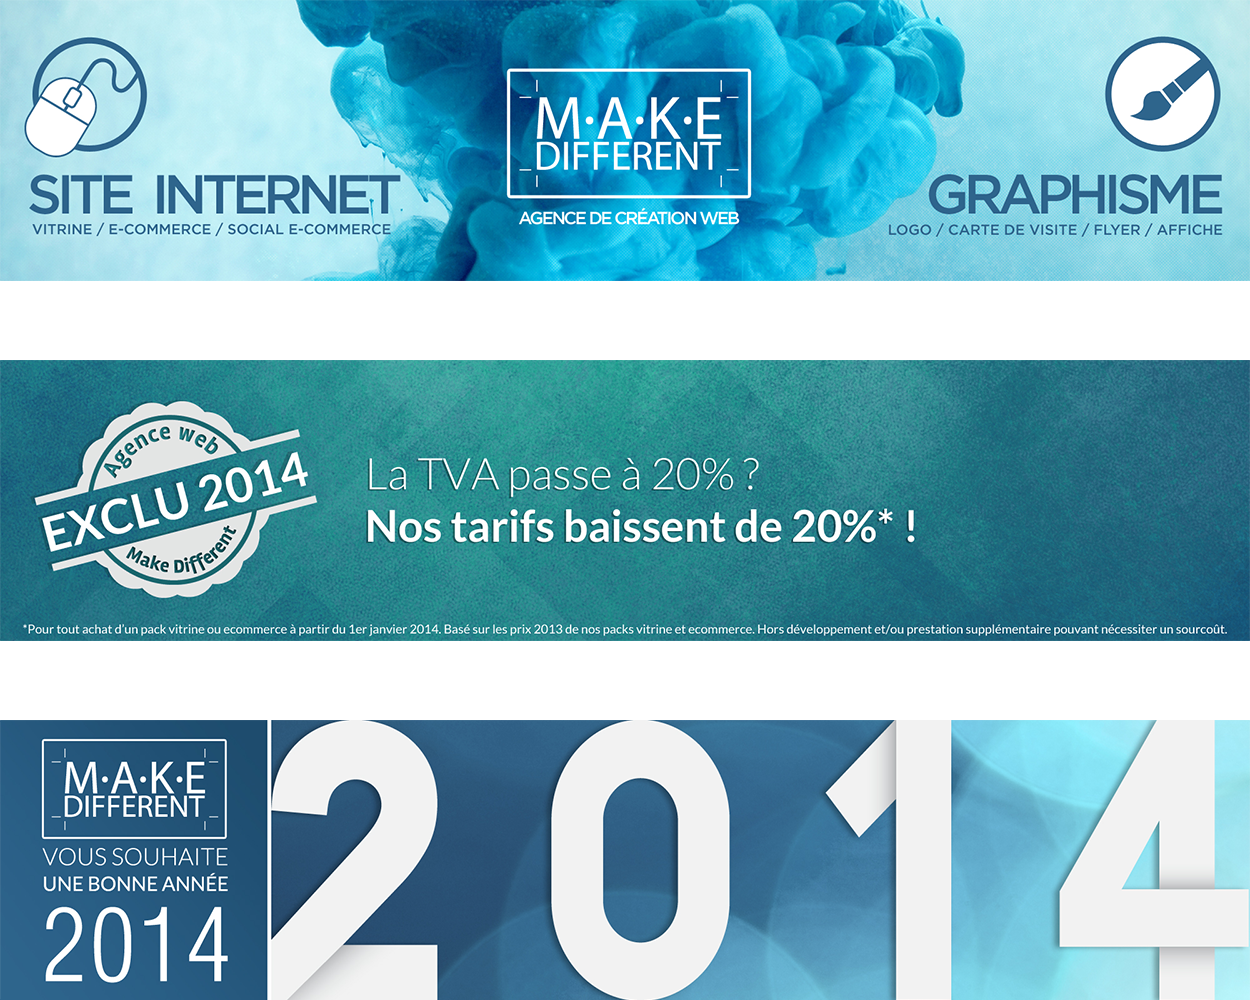 M·A·K·E
DIFFERENT
AGENCE DE CRÉATION WEB
SITE INTERNET
VITRINE / E-COMMERCE / SOCIAL E-COMMERCE
GRAPHISME
LOGO / CARTE DE VISITE / FLYER / AFFICHE
Agence web
EXCLU 2014
Make Different
La TVA passe à 20% ?
Nos tarifs baissent de 20%* !
*Pour tout achat d'un pack vitrine ou ecommerce à partir du 1er janvier 2014. Basé sur les prix 2013 de nos packs vitrine et ecommerce. Hors développement et/ou prestation supplémentaire pouvant nécessiter un sourcoût.
M·A·K·E
DIFFERENT
VOUS SOUHAITE
UNE BONNE ANNÉE
2014
2014